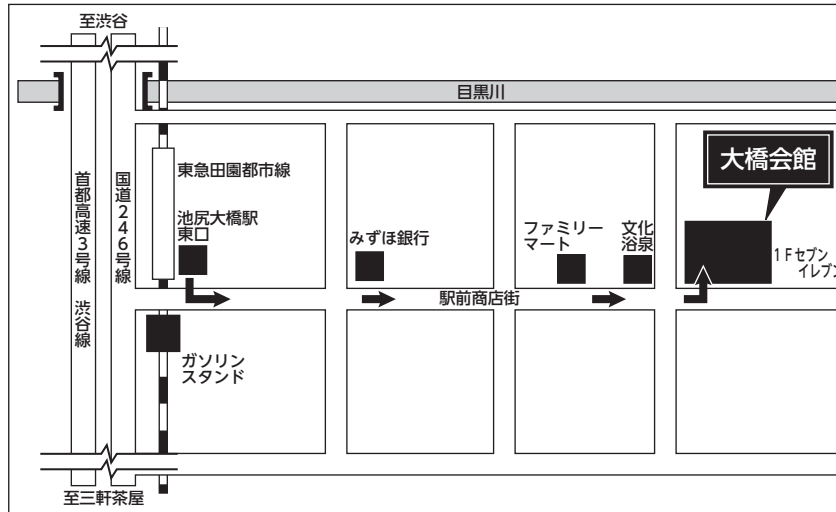 至渋谷
目黒川
首都高速3号線　渋谷線
国道246号線
東急田園都市線
池尻大橋駅
東口
みずほ銀行
ファミリー
マート
文化
浴泉
大橋会館
1Fセブン
イレブン
駅前商店街
ガソリン
スタンド
至三軒茶屋